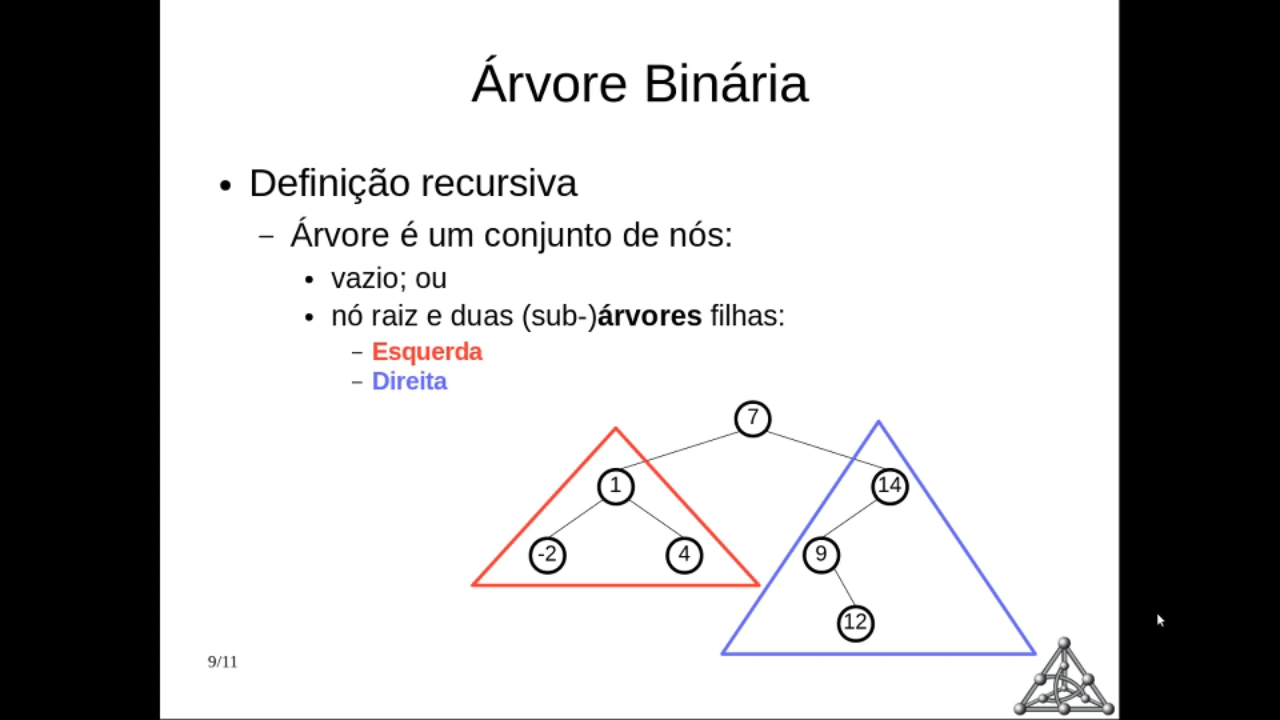 Árvore Binária
• Definição recursiva
– Árvore é um conjunto de nós:
• vazio; ou
• nó raiz e duas (sub-)árvores filhas:
– Esquerda
– Direita
7
1 14
-2 4 9
12
9/11